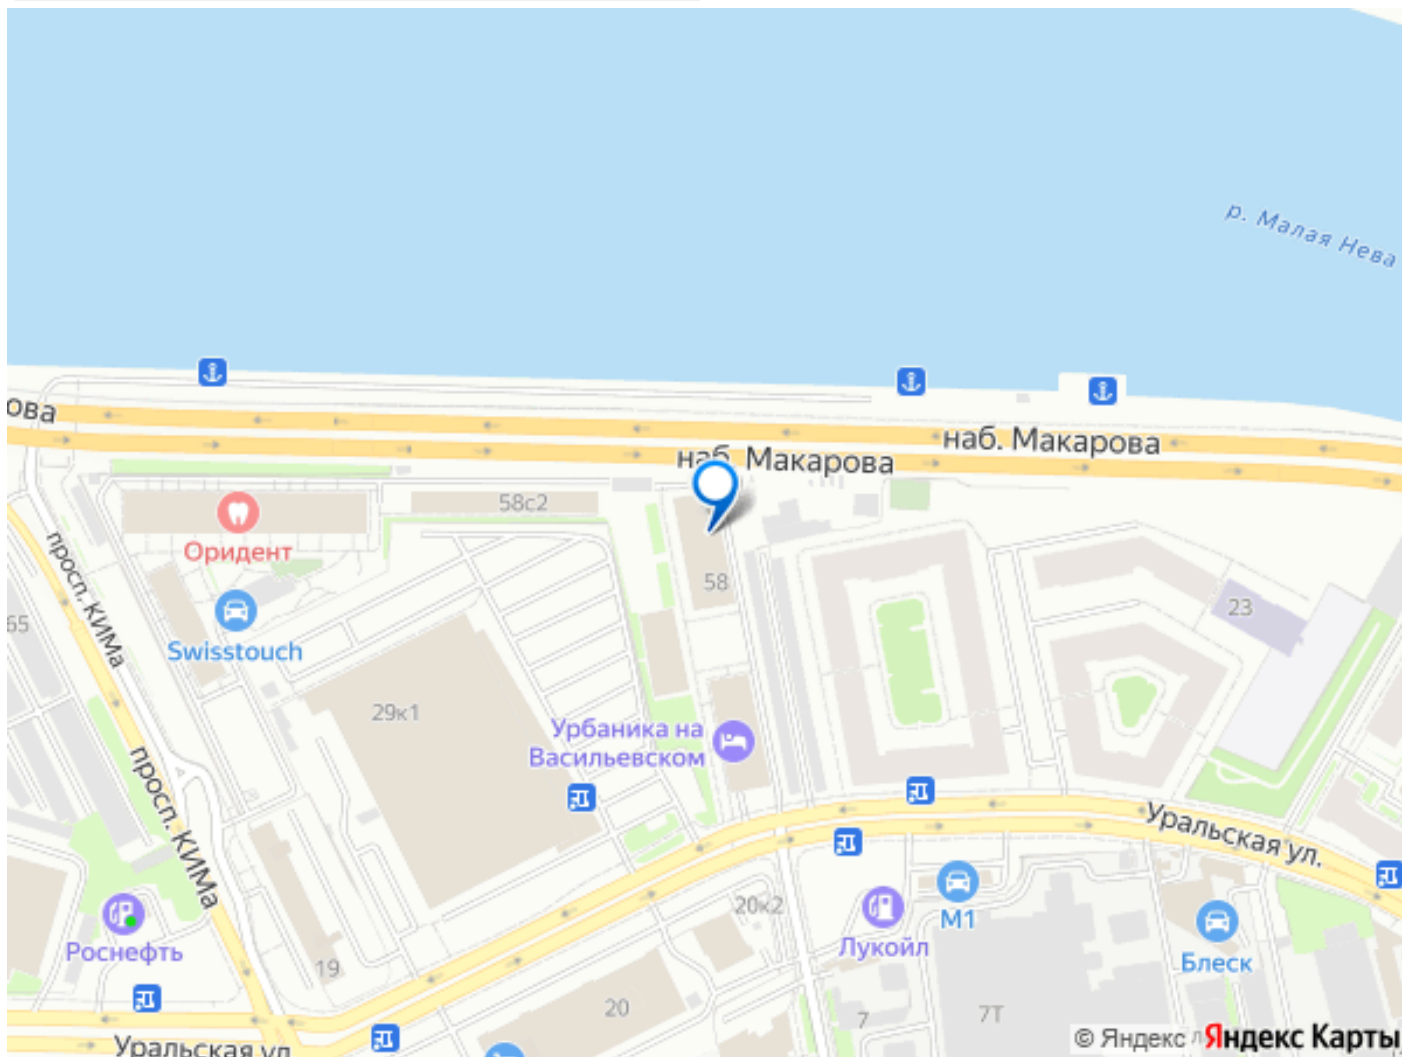 р. Малая Нева
ова
наб. Макарова
наб. Макарова
58с2
Оридент
просп. КИМа
58
23
65
Swisstouch
29к1
Урбаника на
Васильевском
просп. КИМа
Уральская ул.
20к2
М1
Роснефть
Лукойл
Блеск
19
20
7
7Т
Уральская ул
© Яндекс
Яндекс Карты